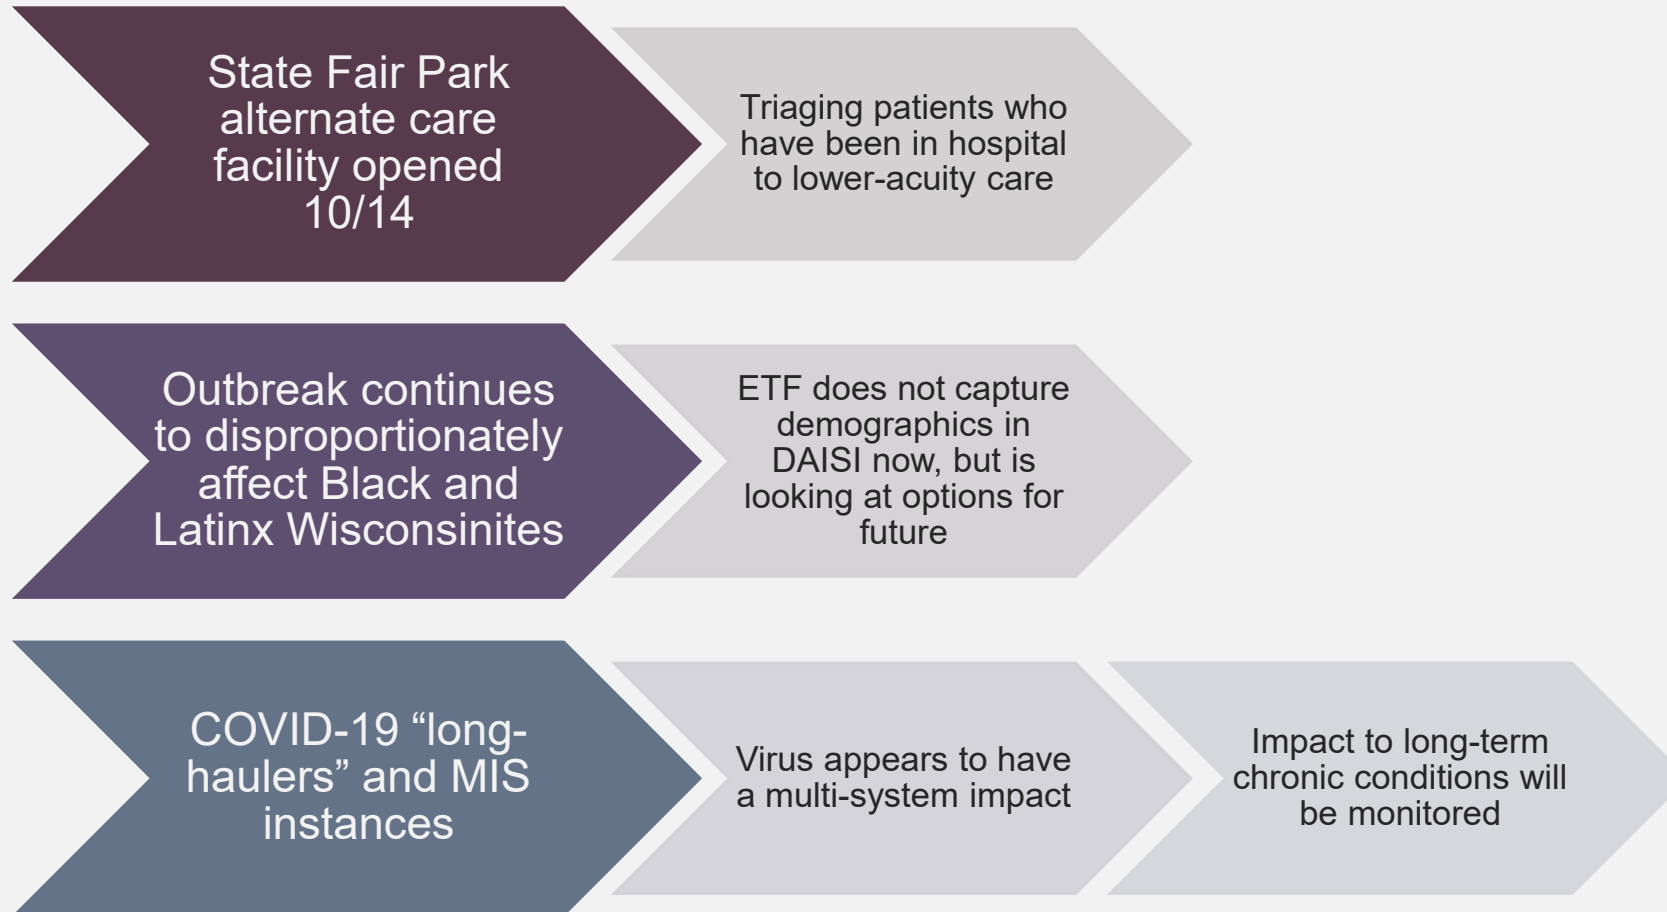 State Fair Park
alternate care
facility opened
10/14
Triaging patients who
have been in hospital
to lower-acuity care
Outbreak continues
to disproportionately
affect Black and
Latinx Wisconsinites
ETF does not capture
demographics in
DAISI now, but is
looking at options for
future
COVID-19 “long-
haulers” and MIS
instances
Virus appears to have
a multi-system impact
Impact to long-term
chronic conditions will
be monitored